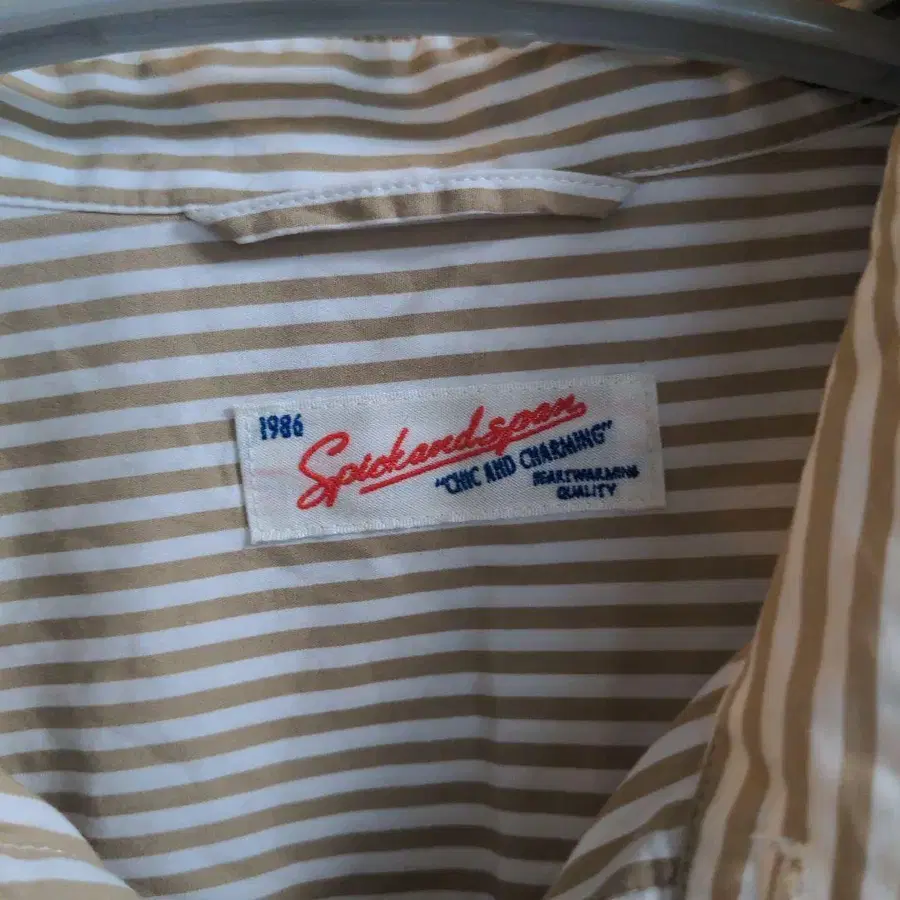 1986
Spickandspan
"CHIC AND CHARMING"
HEARTWARMING
QUALITY